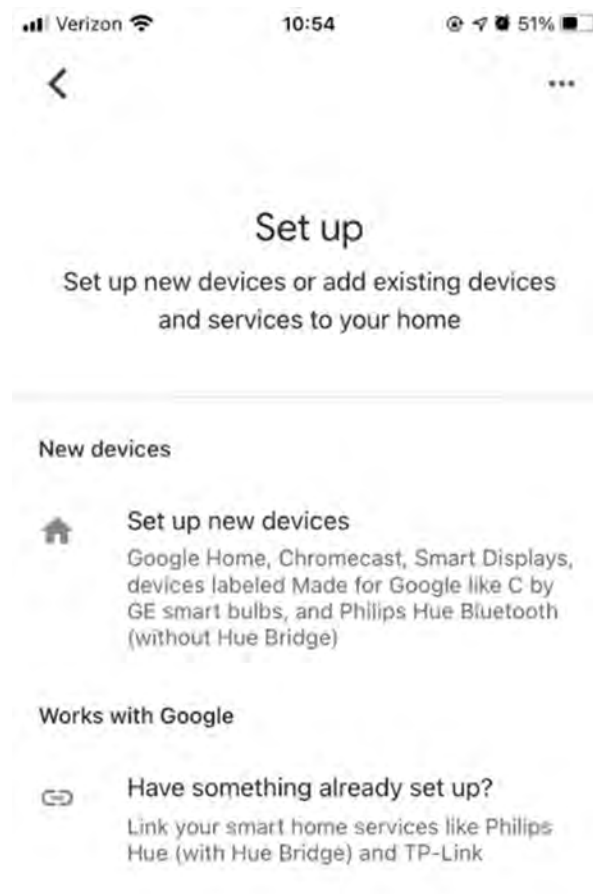 Verizon 10:54 51%
Set up
Set up new devices or add existing devices
and services to your home
New devices
Set up new devices
Google Home, Chromecast, Smart Displays,
devices labeled Made for Google like C by
GE smart bulbs, and Philips Hue Bluetooth
(without Hue Bridge)
Works with Google
Have something already set up?
Link your smart home services like Philips
Hue (with Hue Bridge) and TP-Link